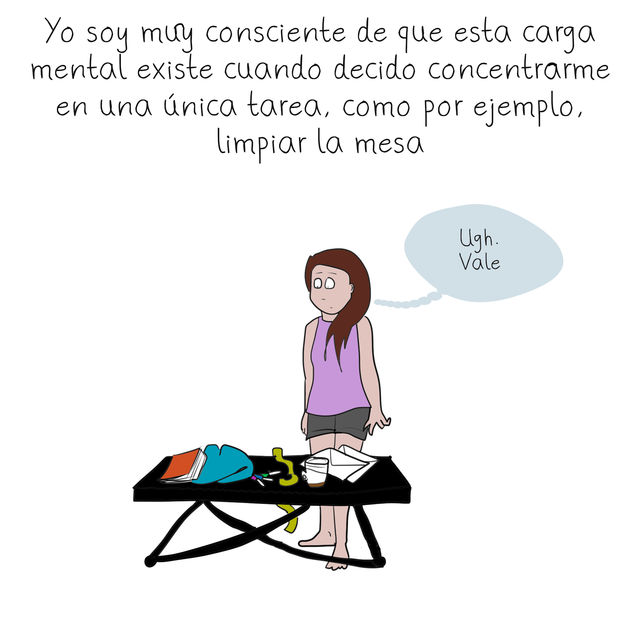 Yo soy muy consciente de que esta carga
mental existe cuando decido concentrarme
en una única tarea, como por ejemplo,
limpiar la mesa
Ugh.
Vale